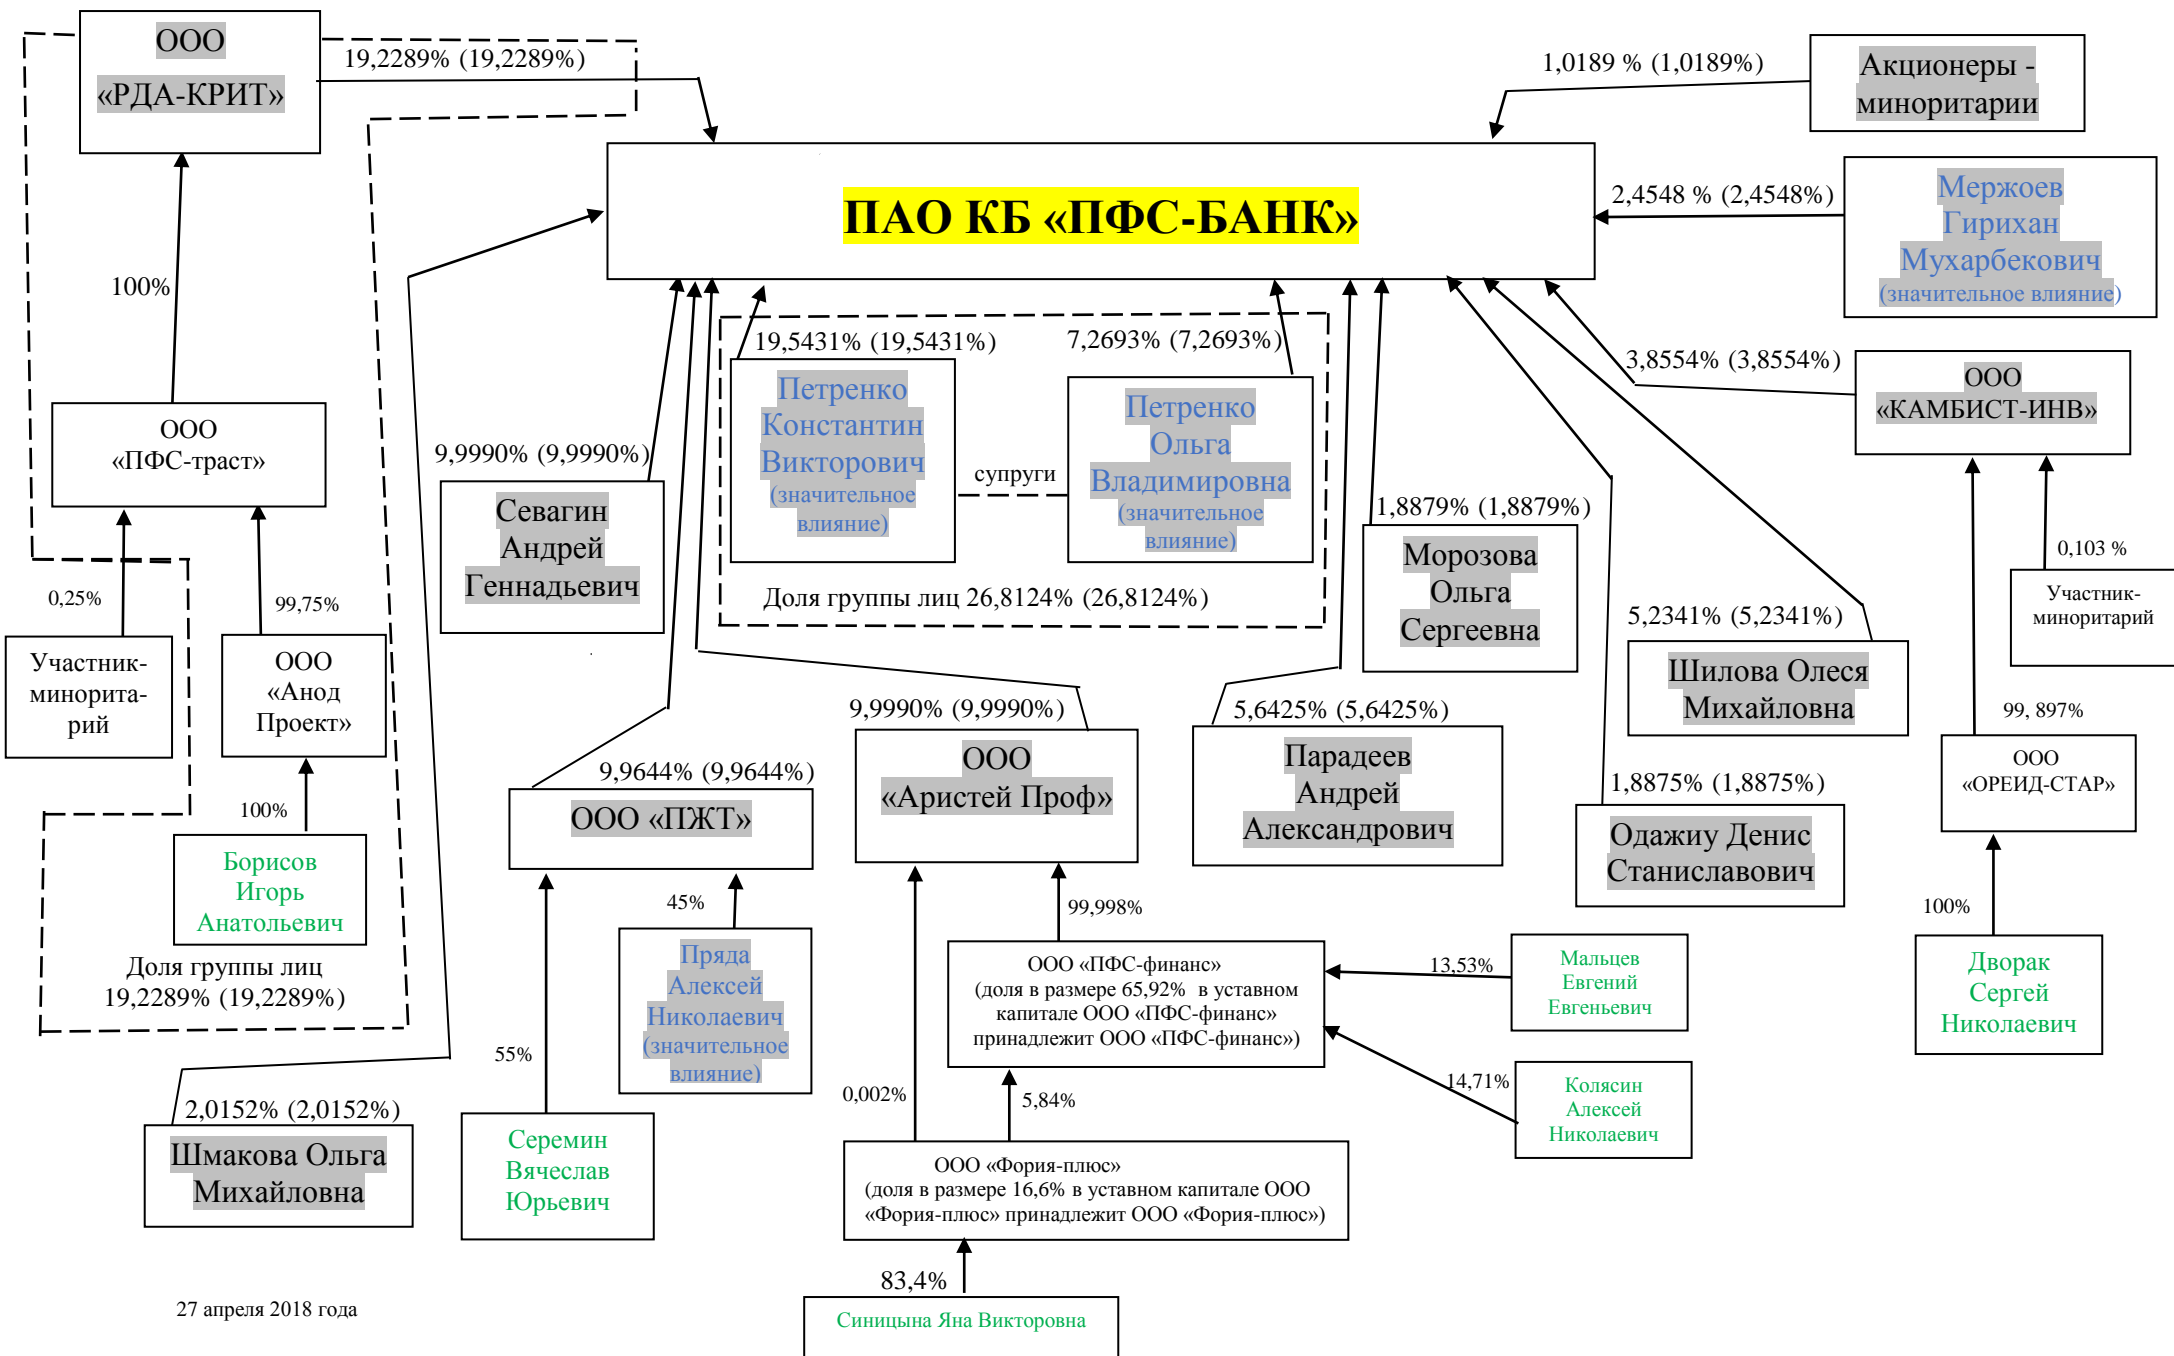 ООО
«РДА-КРИТ»
19,2289% (19,2289%)
1,0189 % (1,0189%)
Акционеры -
миноритарии
ПАО КБ «ПФС-БАНК»
2,4548 % (2,4548%)
Мержоев
Гирихан
Мухарбекович
(значительное влияние)
100%
19,5431% (19,5431%)
7,2693% (7,2693%)
3,8554% (3,8554%)
ООО
«КАМБИСТ-ИНВ»
ООО
«ПФС-траст»
9,9990% (9,9990%)
Петренко
Константин
Викторович
(значительное
влияние)
супруги
Петренко
Ольга
Владимировна
(значительное
влияние)
Севагин
Андрей
Геннадьевич
1,8879% (1,8879%)
Морозова
Ольга
Сергеевна
0,103 %
Участник-
миноритарий
0,25%
99,75%
Доля группы лиц 26,8124% (26,8124%)
5,2341% (5,2341%)
Шилова Олеся
Михайловна
Участник-
минорита-
рий
ООО
«Анод
Проект»
9,9990% (9,9990%)
5,6425% (5,6425%)
99, 897%
ООО
«Аристей Проф»
Парадеев
Андрей
Александрович
ООО
«ОРЕИД-СТАР»
9,9644% (9,9644%)
ООО «ПЖТ»
1,8875% (1,8875%)
Одажиу Денис
Станиславович
100%
Борисов
Игорь
Анатольевич
45%
99,998%
100%
Доля группы лиц
19,2289% (19,2289%)
Пряда
Алексей
Николаевич
(значительное
влияние)
ООО «ПФС-финанс»
(доля в размере 65,92% в уставном
капитале ООО «ПФС-финанс»
принадлежит ООО «ПФС-финанс»)
13,53%
Мальцев
Евгений
Евгеньевич
Дворак
Сергей
Николаевич
55%
0,002%
5,84%
14,71%
Колясин
Алексей
Николаевич
2,0152% (2,0152%)
Шмакова Ольга
Михайловна
Серемин
Вячеслав
Юрьевич
ООО «Фория-плюс»
(доля в размере 16,6% в уставном капитале ООО
«Фория-плюс» принадлежит ООО «Фория-плюс»)
83,4%
27 апреля 2018 года
Синицына Яна Викторовна